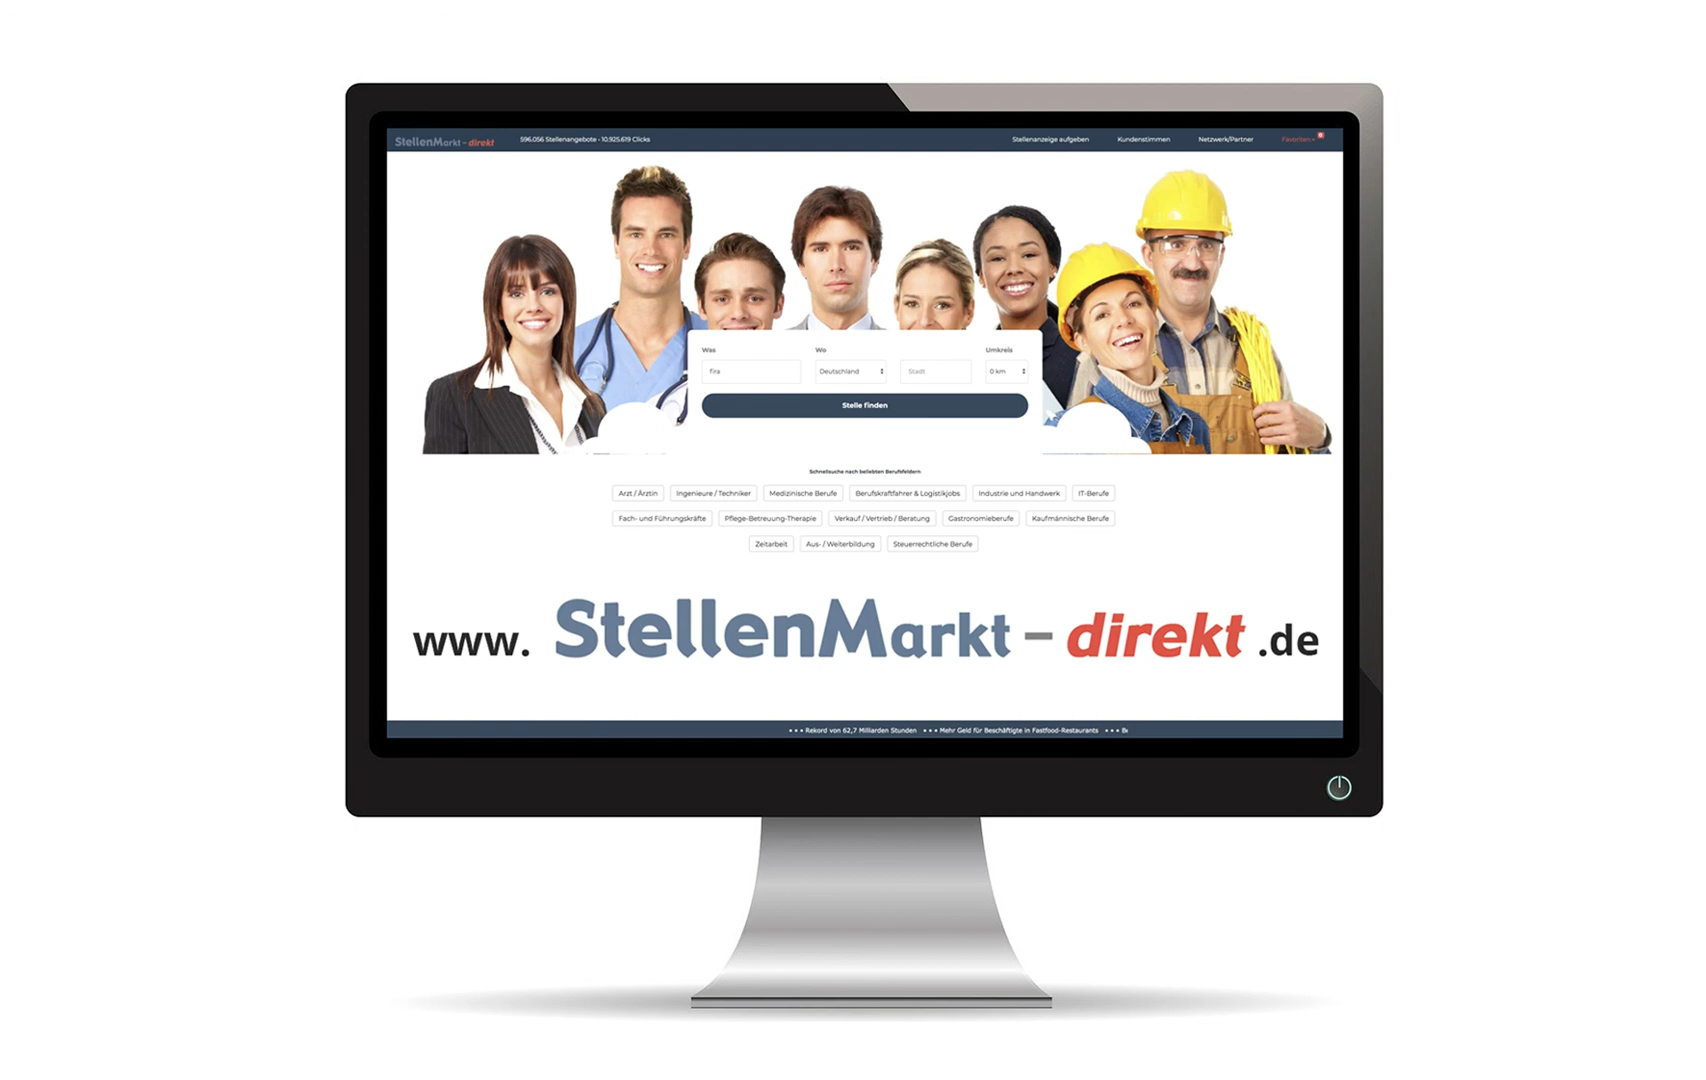 StellenMarkt - direkt 596.056 Stellenangebote • 10.925.619 Clicks Stellenanzeige aufgeben Kundenstimmen Netzwerk/Partner Favoriten
Was Wo Umkreis
fira Deutschland Stadt 0 km
Stelle finden
Schnellsuche nach beliebten Berufsfeldern
Arzt / Ärztin Ingenieure / Techniker Medizinische Berufe Berufskraftfahrer & Logistikjobs Industrie und Handwerk IT-Berufe
Fach- und Führungskräfte Pflege-Betreuung-Therapie Verkauf / Vertrieb / Beratung Gastronomieberufe Kaufmännische Berufe
Zeitarbeit Aus- / Weiterbildung Steuerrechtliche Berufe
www. StellenMarkt - direkt .de
• • • Rekord von 62,7 Milliarden Stunden • • • Mehr Geld für Beschäftigte in Fastfood-Restaurants • • • Be